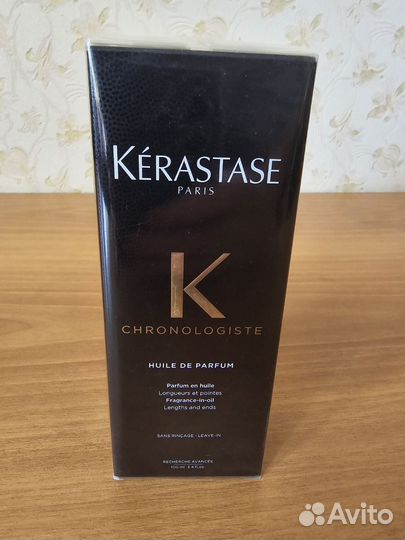 KÉRASTASE
PARIS
K
CHRONOLOGISTE
HUILE DE PARFUM
Parfum en huile
Longueurs et pointes
Fragrance-in-oil
Lengths and ends
SANS RINÇAGE - LEAVE-IN
RECHERCHE AVANCÉE
100 ml 3.4 fl.oz.
Avito